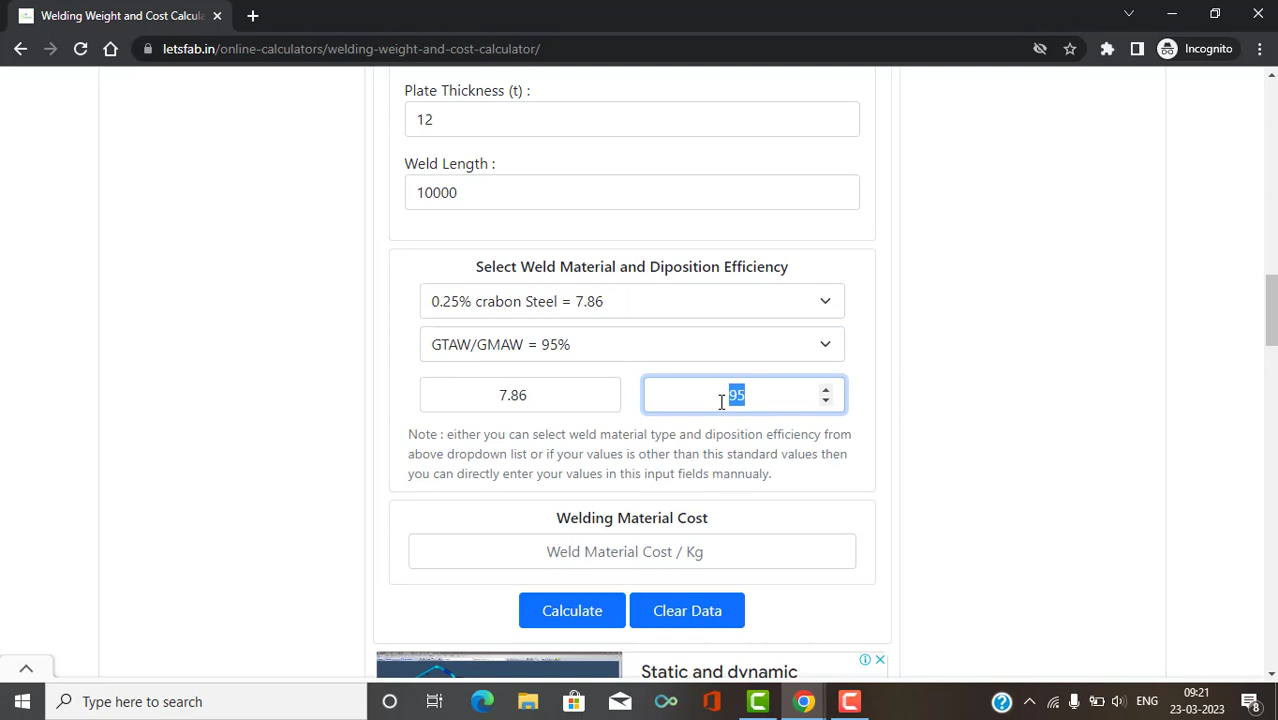 Welding Weight and Cost Calcula
letsfab.in/online-calculators/welding-weight-and-cost-calculator/
Incognito
Plate Thickness (t) :
12
Weld Length :
10000
Select Weld Material and Diposition Efficiency
0.25% crabon Steel = 7.86
GTAW/GMAW = 95%
7.86
95
Note : either you can select weld material type and diposition efficiency from
above dropdown list or if your values is other than this standard values then
you can directly enter your values in this input fields mannualy.
Welding Material Cost
Weld Material Cost / Kg
Calculate
Clear Data
Static and dynamic
Type here to search
ENG
09:21
23-03-2023
8